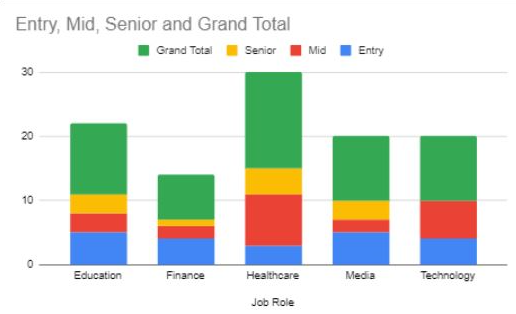 Entry, Mid, Senior and Grand Total
Grand Total Senior Mid Entry
30
20
10
0
Education Finance Healthcare Media Technology
Job Role